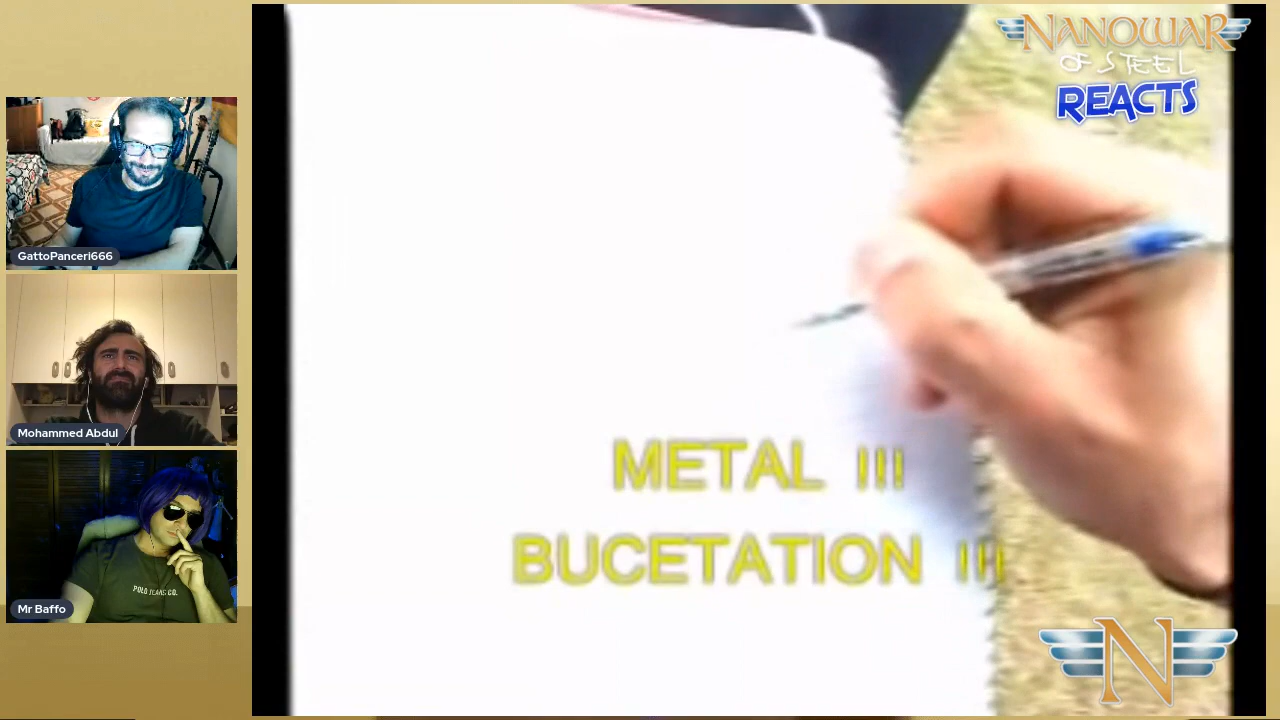 NANOWAR
OF STEEL
REACTS
GattoPanceri666
Mohammed Abdul
POLO JEANS CO.
Mr Baffo
METAL !!!
BUCETATION !!!
N